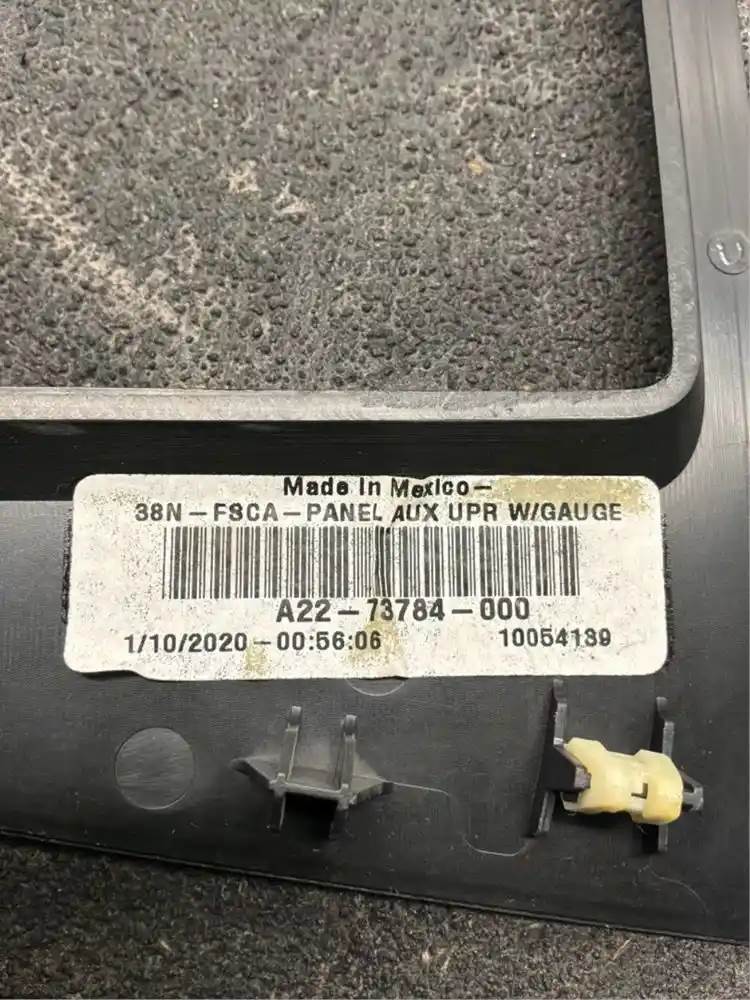 Made In Mexico-
38N-FSCA-PANEL AUX UPR W/GAUGE
A22-73784-000
1/10/2020-00:56:06 10054139